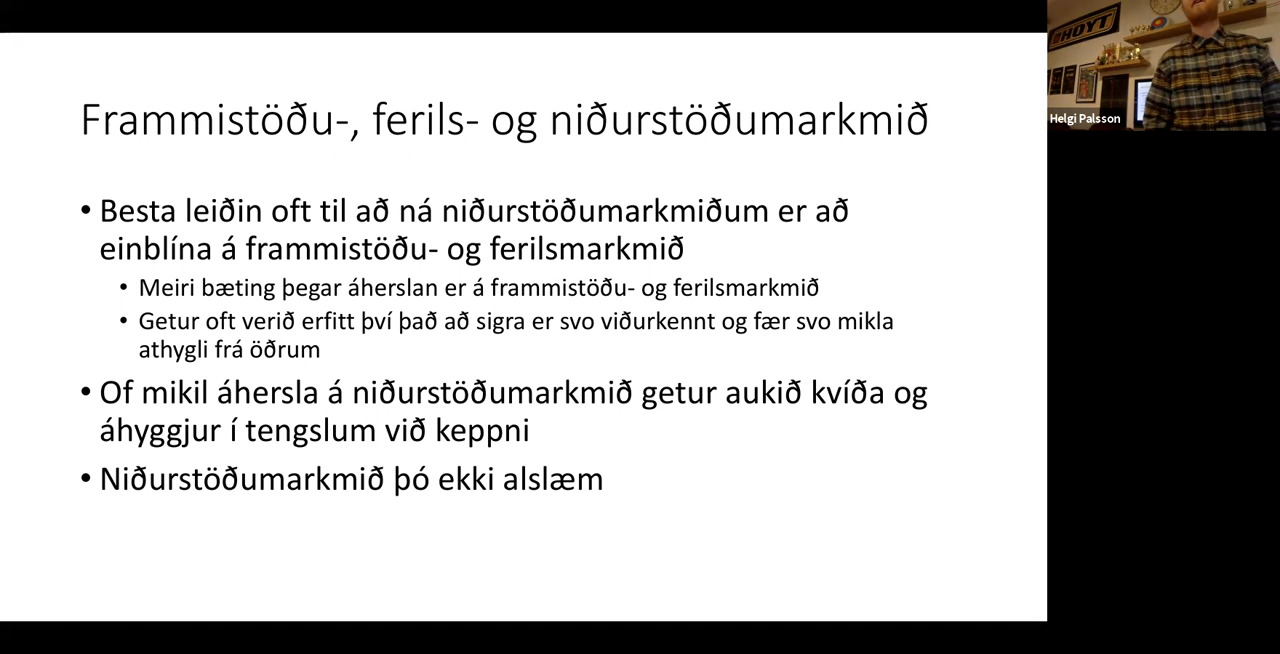 Frammistöðu-, ferils- og niðurstöðumarkmið
• Besta leiðin oft til að ná niðurstöðumarkmiðum er að
einblína á frammistöðu- og ferilsmarkmið
• Meiri bæting þegar áherslan er á frammistöðu- og ferilsmarkmið
• Getur oft verið erfitt því það að sigra er svo viðurkennt og fær svo mikla
athygli frá öðrum
• Of mikil áhersla á niðurstöðumarkmið getur aukið kvíða og
áhyggjur í tengslum við keppni
• Niðurstöðumarkmið þó ekki alslæm
HOYT
Helgi Palsson